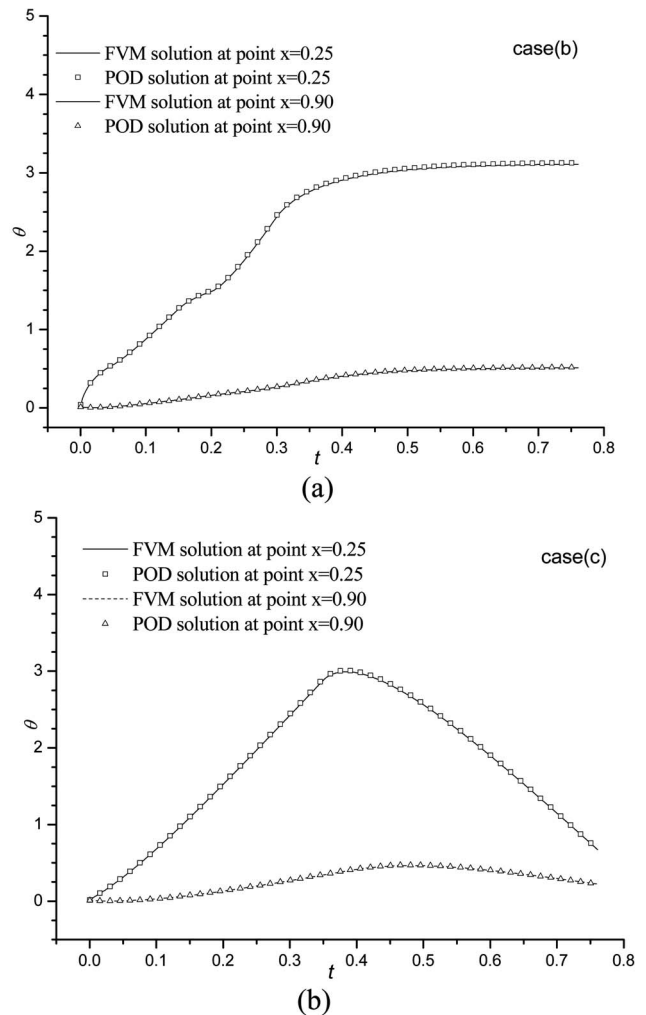 5
4
3
2
1
0
θ
FVM solution at point x=0.25
POD solution at point x=0.25
FVM solution at point x=0.90
POD solution at point x=0.90
case(b)
0.0 0.1 0.2 0.3 0.4 0.5 0.6 0.7 0.8
t
(a)
5
4
3
2
1
0
θ
FVM solution at point x=0.25
POD solution at point x=0.25
FVM solution at point x=0.90
POD solution at point x=0.90
case(c)
0.0 0.1 0.2 0.3 0.4 0.5 0.6 0.7 0.8
t
(b)